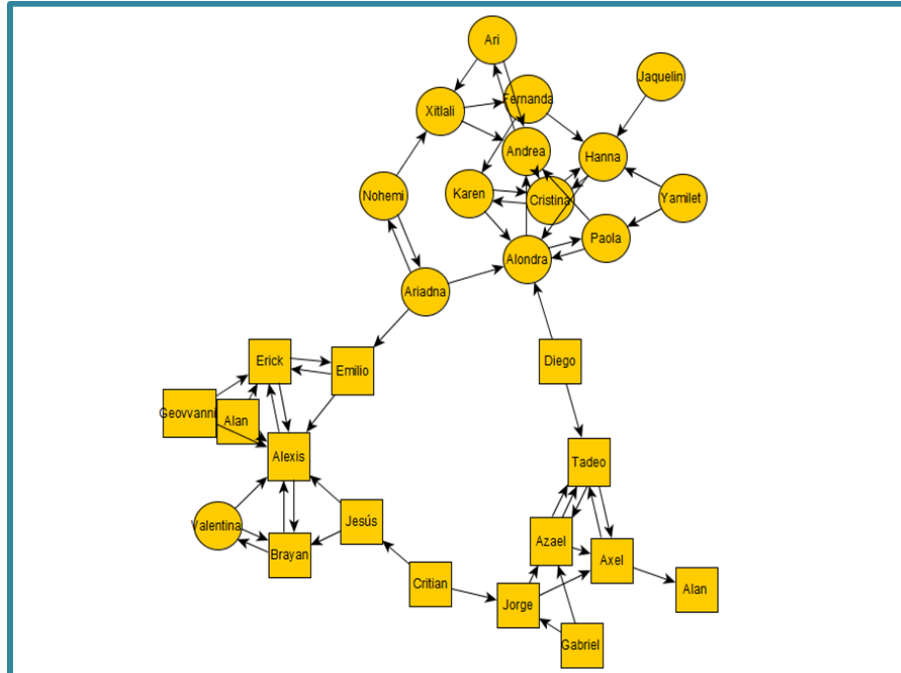 Ari
Jaquelin
Fernanda
Xitlali
Andrea
Hanna
Karen
Nohemi
Cristina
Yamilet
Paola
Alondra
Ariadna
Erick
Emilio
Diego
Geovvanni
Alan
Alexis
Tadeo
Valentina
Jesús
Brayan
Azael
Axel
Critian
Alan
Jorge
Gabriel